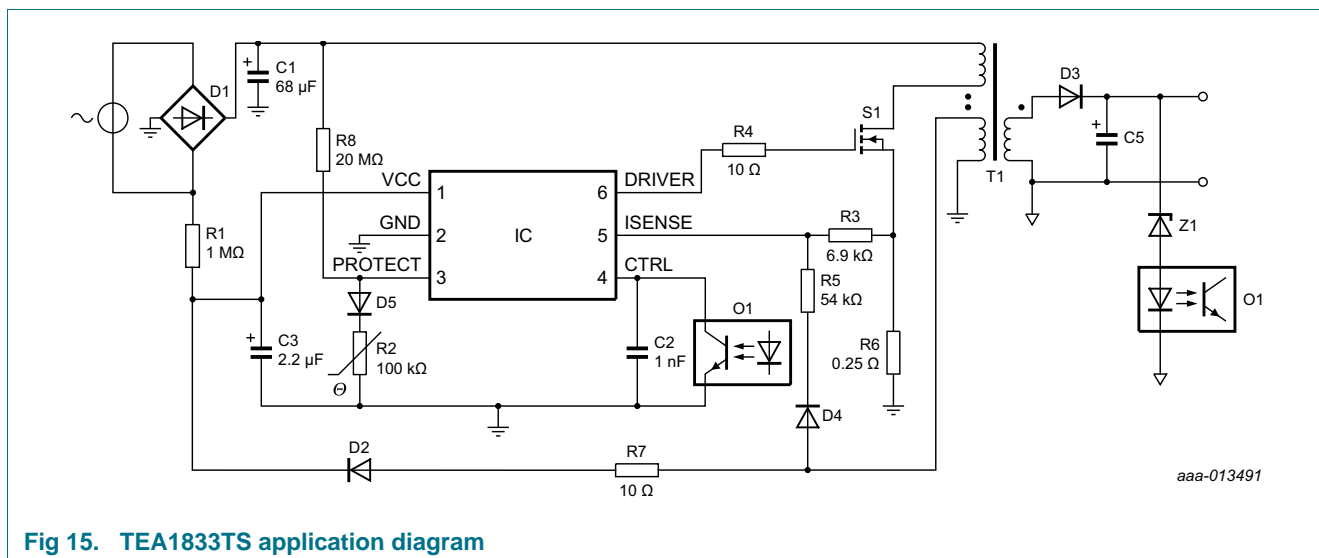 C1
68 µF
D1
R8
20 MΩ
R1
1 MΩ
VCC
GND
PROTECT
1
2
3
IC
6
5
4
DRIVER
ISENSE
CTRL
R4
10 Ω
S1
T1
D3
C5
Z1
O1
R3
6.9 kΩ
R5
54 kΩ
R6
0.25 Ω
D5
R2
100 kΩ
Θ
C3
2.2 µF
C2
1 nF
O1
D4
D2
R7
10 Ω
aaa-013491
Fig 15. TEA1833TS application diagram